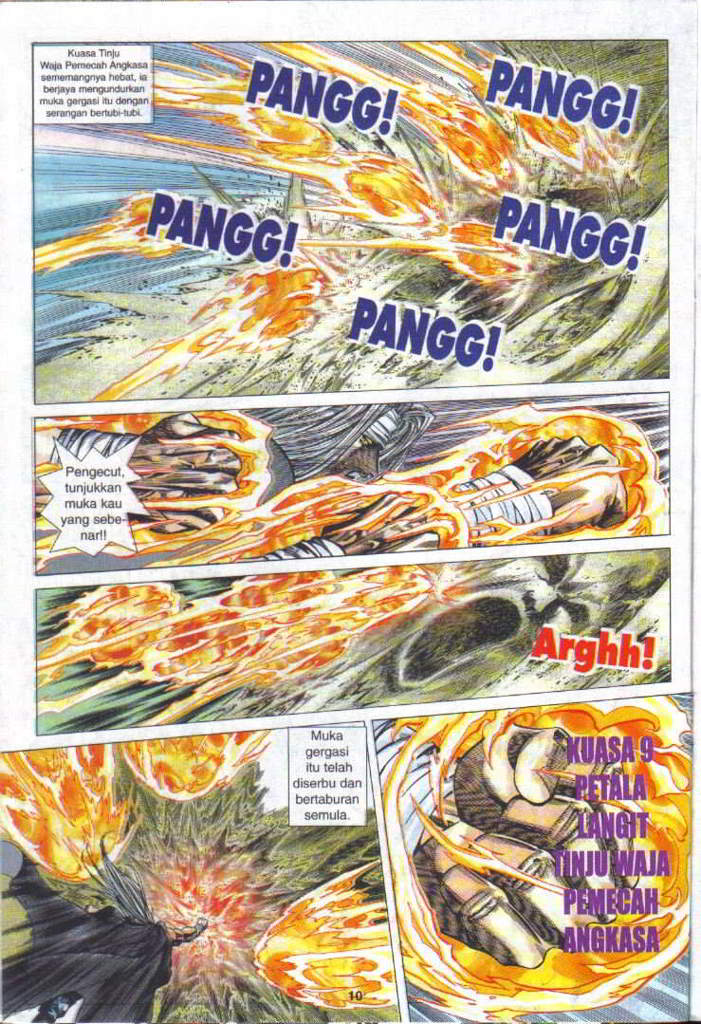 Kuasa Tinju
Waja Pemecah Angkasa
sememangnya hebat, ia
berjaya mengundurkan
muka gergasi itu dengan
serangan bertubi-tubi.
PANGG!
PANGG!
PANGG!
PANGG!
PANGG!
Pengecut,
tunjukkan
muka kau
yang sebe-
nar!!
Arghh!
Muka
gergasi
itu telah
diserbu dan
bertaburan
semula.
KUASA 9
PETALA
LANGIT
TINJU WAJA
PEMECAH
ANGKASA
10